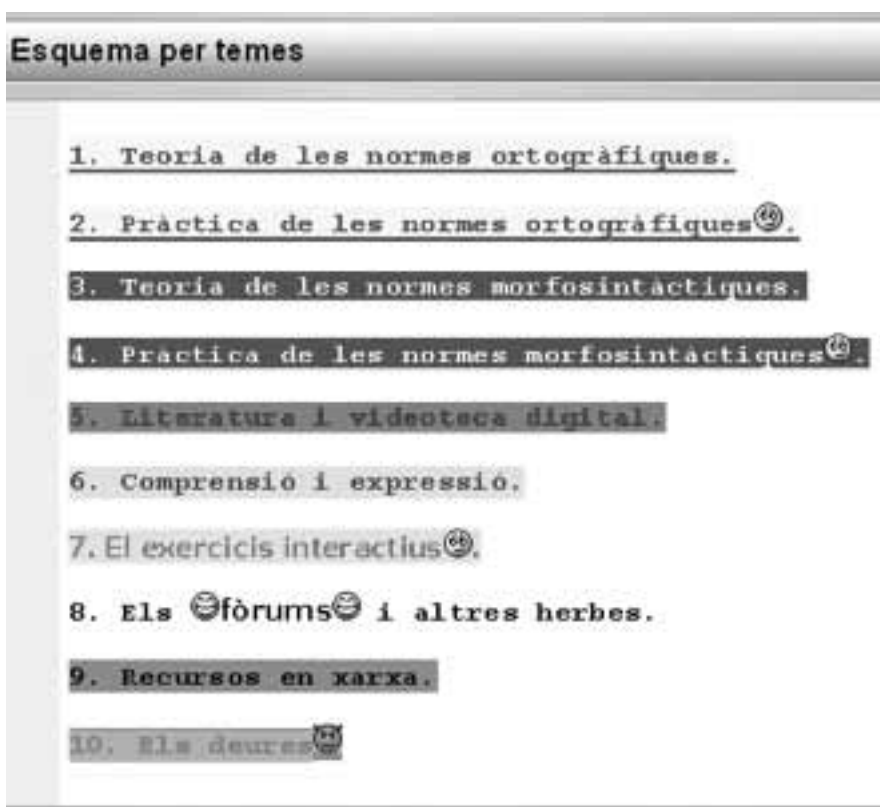 Esquema per temes
1. Teoria de les normes ortogràfiques.
2. Pràctica de les normes ortogràfiques.
3. Teoria de les normes morfosintàctiques.
4. Pràctica de les normes morfosintàctiques.
5. Literatura i videoteca digital.
6. Comprensió i expressió.
7. El exercicis interactius.
8. Els fòrums i altres herbes.
9. Recursos en xarxa.
10. Els deures